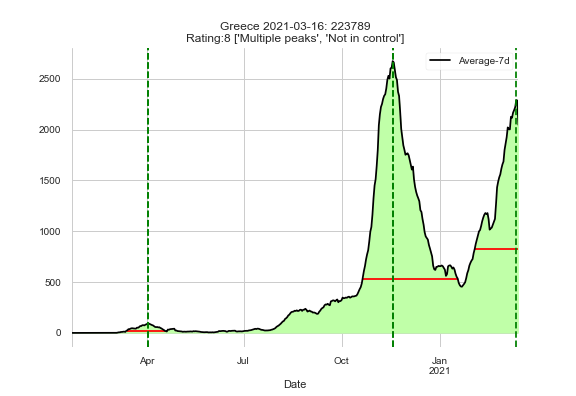 Greece 2021-03-16: 223789
Rating:8 ['Multiple peaks', 'Not in control']
Average-7d
2500
2000
1500
1000
500
0
Apr
Jul
Oct
Jan
2021
Date